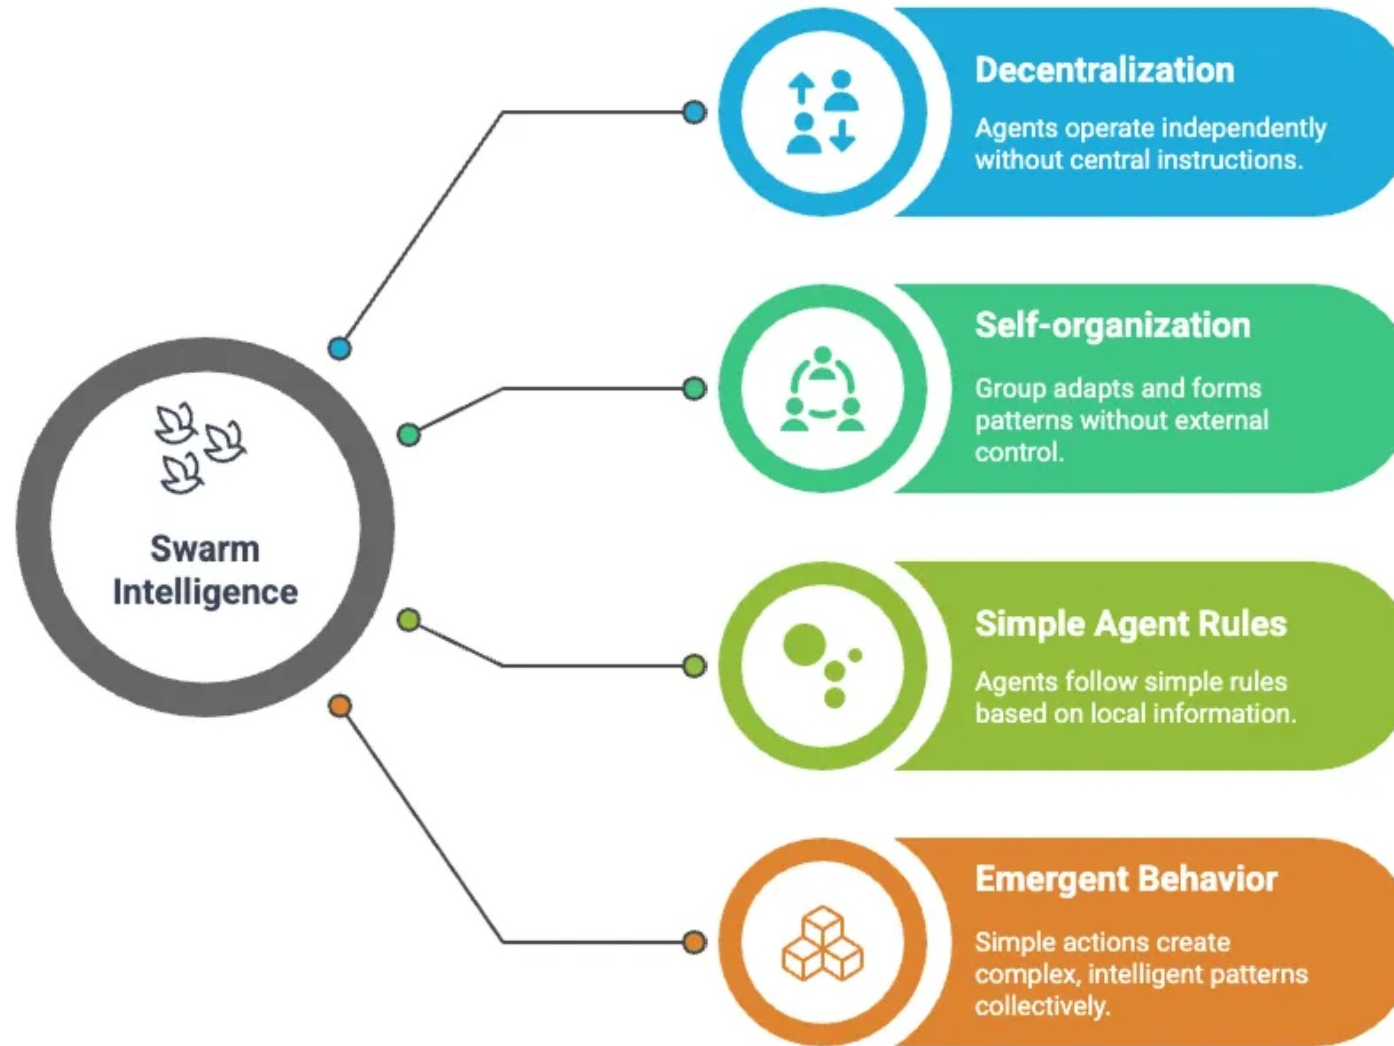 Decentralization
Agents operate independently
without central instructions.
Self-organization
Group adapts and forms
patterns without external
control.
Swarm
Intelligence
Simple Agent Rules
Agents follow simple rules
based on local information.
Emergent Behavior
Simple actions create
complex, intelligent patterns
collectively.